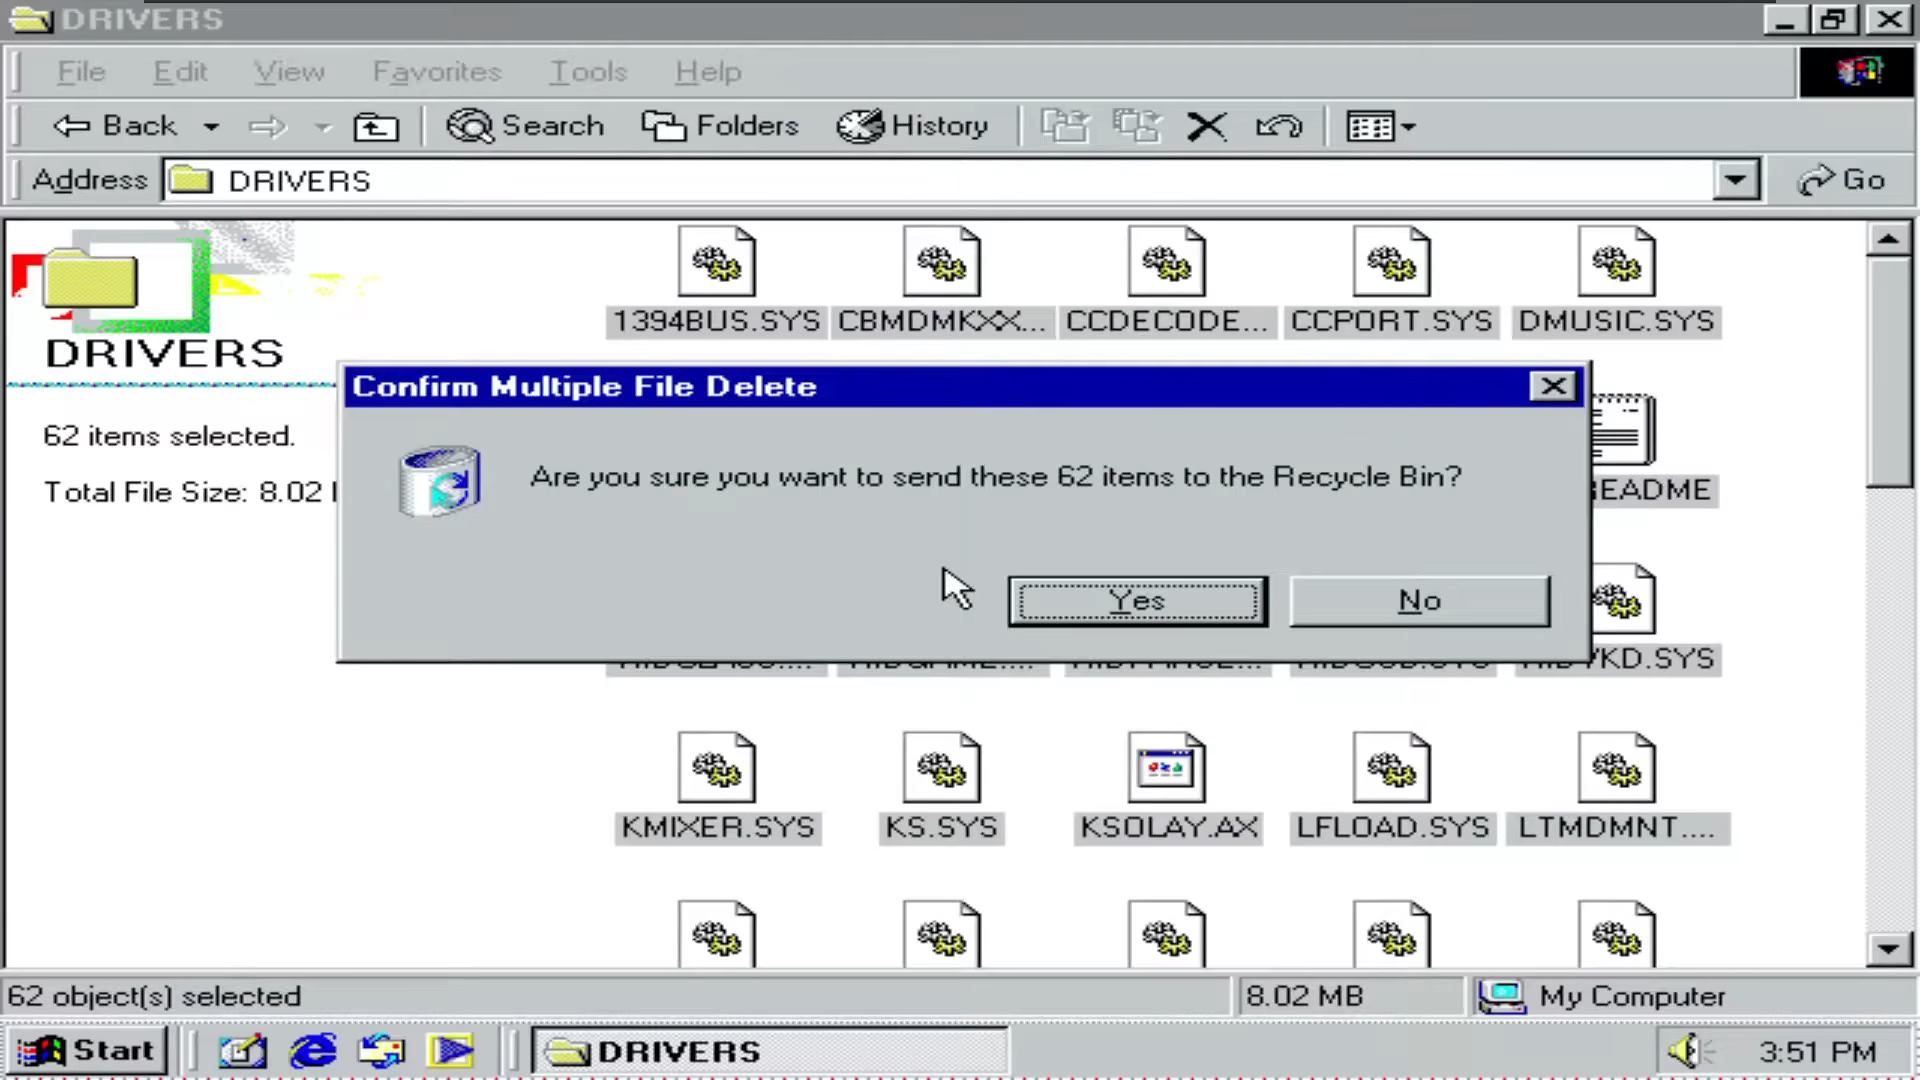 DRIVERS
File Edit View Favorites Tools Help
Back Search Folders History
Address DRIVERS Go
1394BUS.SYS CBMDMKXX... CCDECODE... CCPORT.SYS DMUSIC.SYS
DRIVERS
Confirm Multiple File Delete
62 items selected.
Are you sure you want to send these 62 items to the Recycle Bin?
Total File Size: 8.02
EADME
Yes No
KD.SYS
KMIXER.SYS KS.SYS KSOLAY.AX LFLOAD.SYS LTMDMNT....
62 object(s) selected 8.02 MB My Computer
Start DRIVERS 3:51 PM